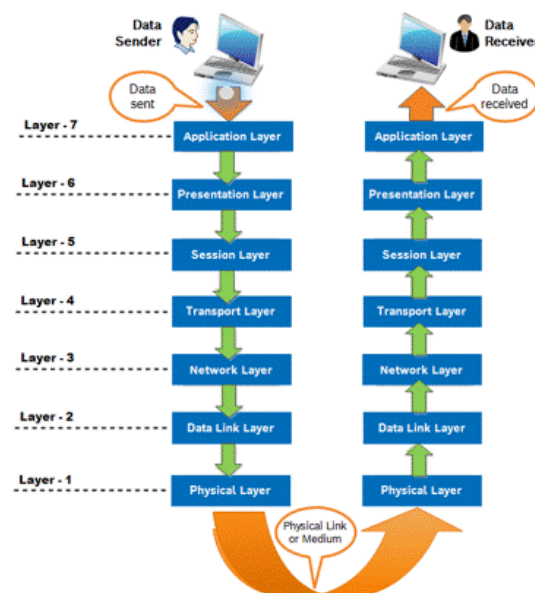 Data
Sender
Data
Receiver
Data
sent
Data
received
Layer - 7
Application Layer
Application Layer
Layer - 6
Presentation Layer
Presentation Layer
Layer - 5
Session Layer
Session Layer
Layer - 4
Transport Layer
Transport Layer
Layer - 3
Network Layer
Network Layer
Layer - 2
Data Link Layer
Data Link Layer
Layer - 1
Physical Layer
Physical Layer
Physical Link
or Medium